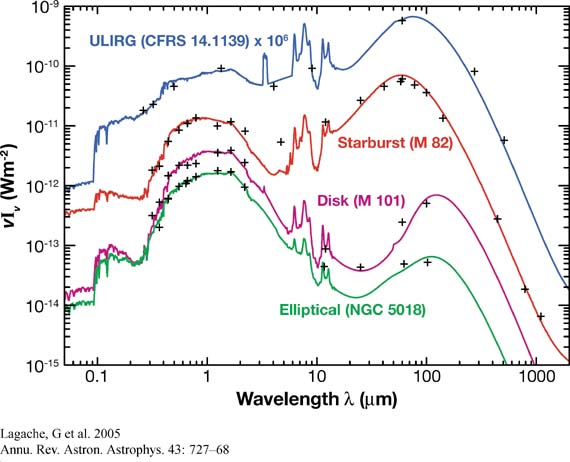 10-9
10-10
10-11
10-12
10-13
10-14
10-15
νIν (Wm-2)
ULIRG (CFRS 14.1139) x 10⁶
Starburst (M 82)
Disk (M 101)
Elliptical (NGC 5018)
0.1 1 10 100 1000
Wavelength λ (μm)
Lagache, G et al. 2005
Annu. Rev. Astron. Astrophys. 43: 727–68